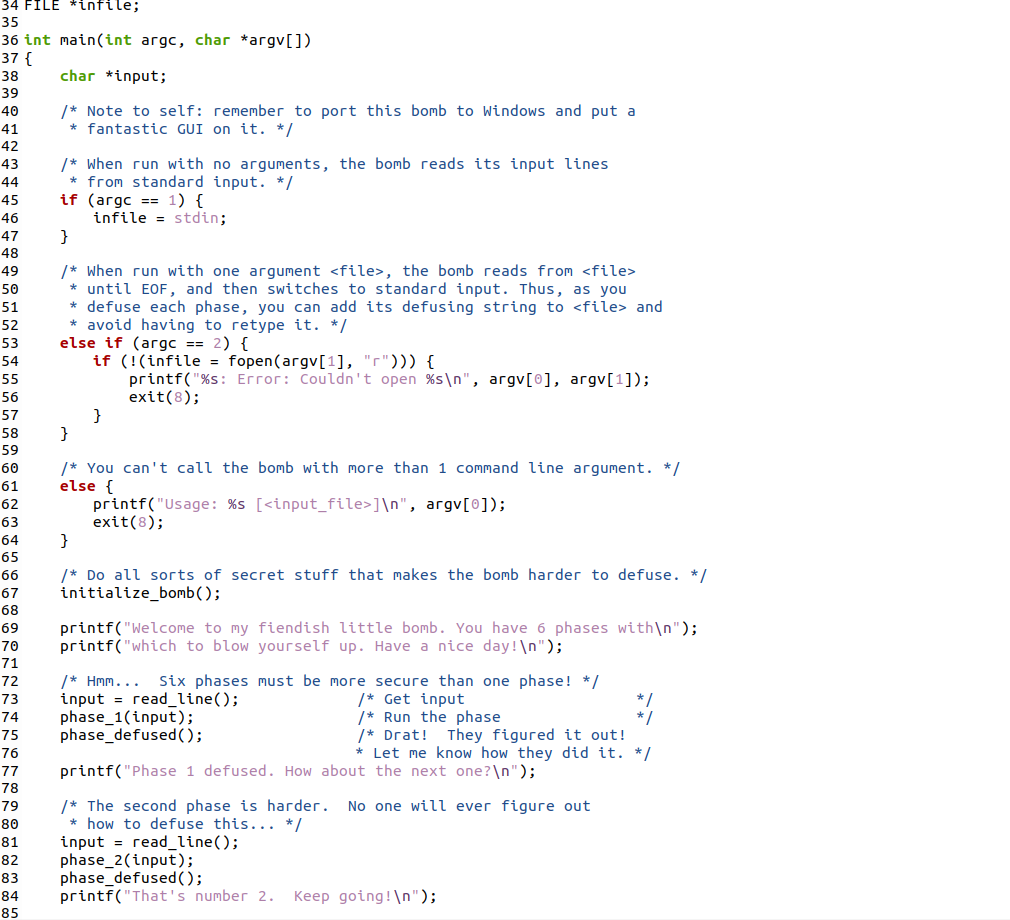 34 FILE *infile;
35
36 int main(int argc, char *argv[])
37 {
38     char *input;
39
40     /* Note to self: remember to port this bomb to Windows and put a
41      * fantastic GUI on it. */
42
43     /* When run with no arguments, the bomb reads its input lines
44      * from standard input. */
45     if (argc == 1) {
46         infile = stdin;
47     }
48
49     /* When run with one argument <file>, the bomb reads from <file>
50      * until EOF, and then switches to standard input. Thus, as you
51      * defuse each phase, you can add its defusing string to <file> and
52      * avoid having to retype it. */
53     else if (argc == 2) {
54         if (!(infile = fopen(argv[1], "r"))) {
55             printf("%s: Error: Couldn't open %s\n", argv[0], argv[1]);
56             exit(8);
57         }
58     }
59
60     /* You can't call the bomb with more than 1 command line argument. */
61     else {
62         printf("Usage: %s [<input_file>]\n", argv[0]);
63         exit(8);
64     }
65
66     /* Do all sorts of secret stuff that makes the bomb harder to defuse. */
67     initialize_bomb();
68
69     printf("Welcome to my fiendish little bomb. You have 6 phases with\n");
70     printf("which to blow yourself up. Have a nice day!\n");
71
72     /* Hmm...  Six phases must be more secure than one phase! */
73     input = read_line();             /* Get input                   */
74     phase_1(input);                  /* Run the phase               */
75     phase_defused();                 /* Drat!  They figured it out!
76                                      * Let me know how they did it. */
77     printf("Phase 1 defused. How about the next one?\n");
78
79     /* The second phase is harder.  No one will ever figure out
80      * how to defuse this... */
81     input = read_line();
82     phase_2(input);
83     phase_defused();
84     printf("That's number 2.  Keep going!\n");
85